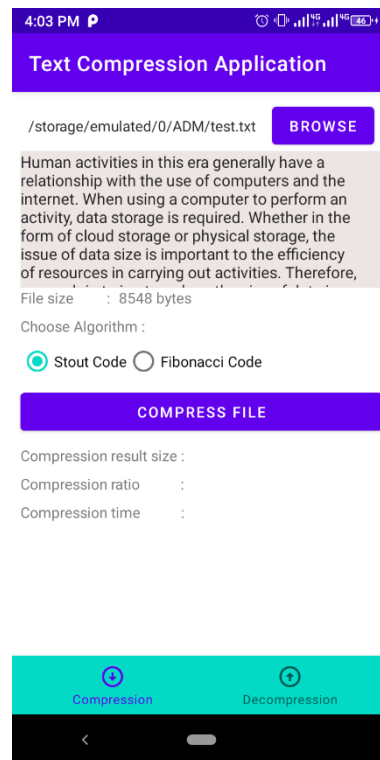 4:03 PM
4G 4G 46
Text Compression Application
/storage/emulated/0/ADM/test.txt BROWSE
Human activities in this era generally have a
relationship with the use of computers and the
internet. When using a computer to perform an
activity, data storage is required. Whether in the
form of cloud storage or physical storage, the
issue of data size is important to the efficiency
of resources in carrying out activities. Therefore,
File size : 8548 bytes
Choose Algorithm :
Stout Code Fibonacci Code
COMPRESS FILE
Compression result size :
Compression ratio :
Compression time :
Compression Decompression